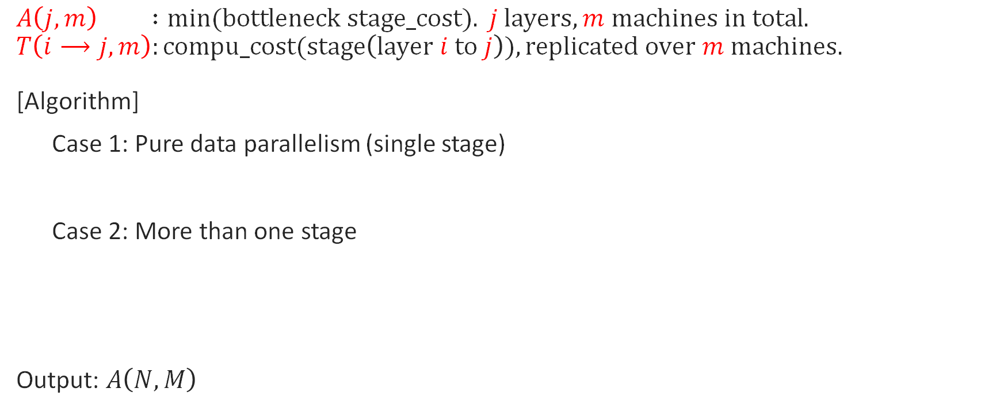 A(j, m) : min(bottleneck stage_cost). j layers, m machines in total.
T(i ⟶ j, m): compu_cost(stage(layer i to j)), replicated over m machines.
[Algorithm]
Case 1: Pure data parallelism (single stage)
Case 2: More than one stage
Output: A(N, M)